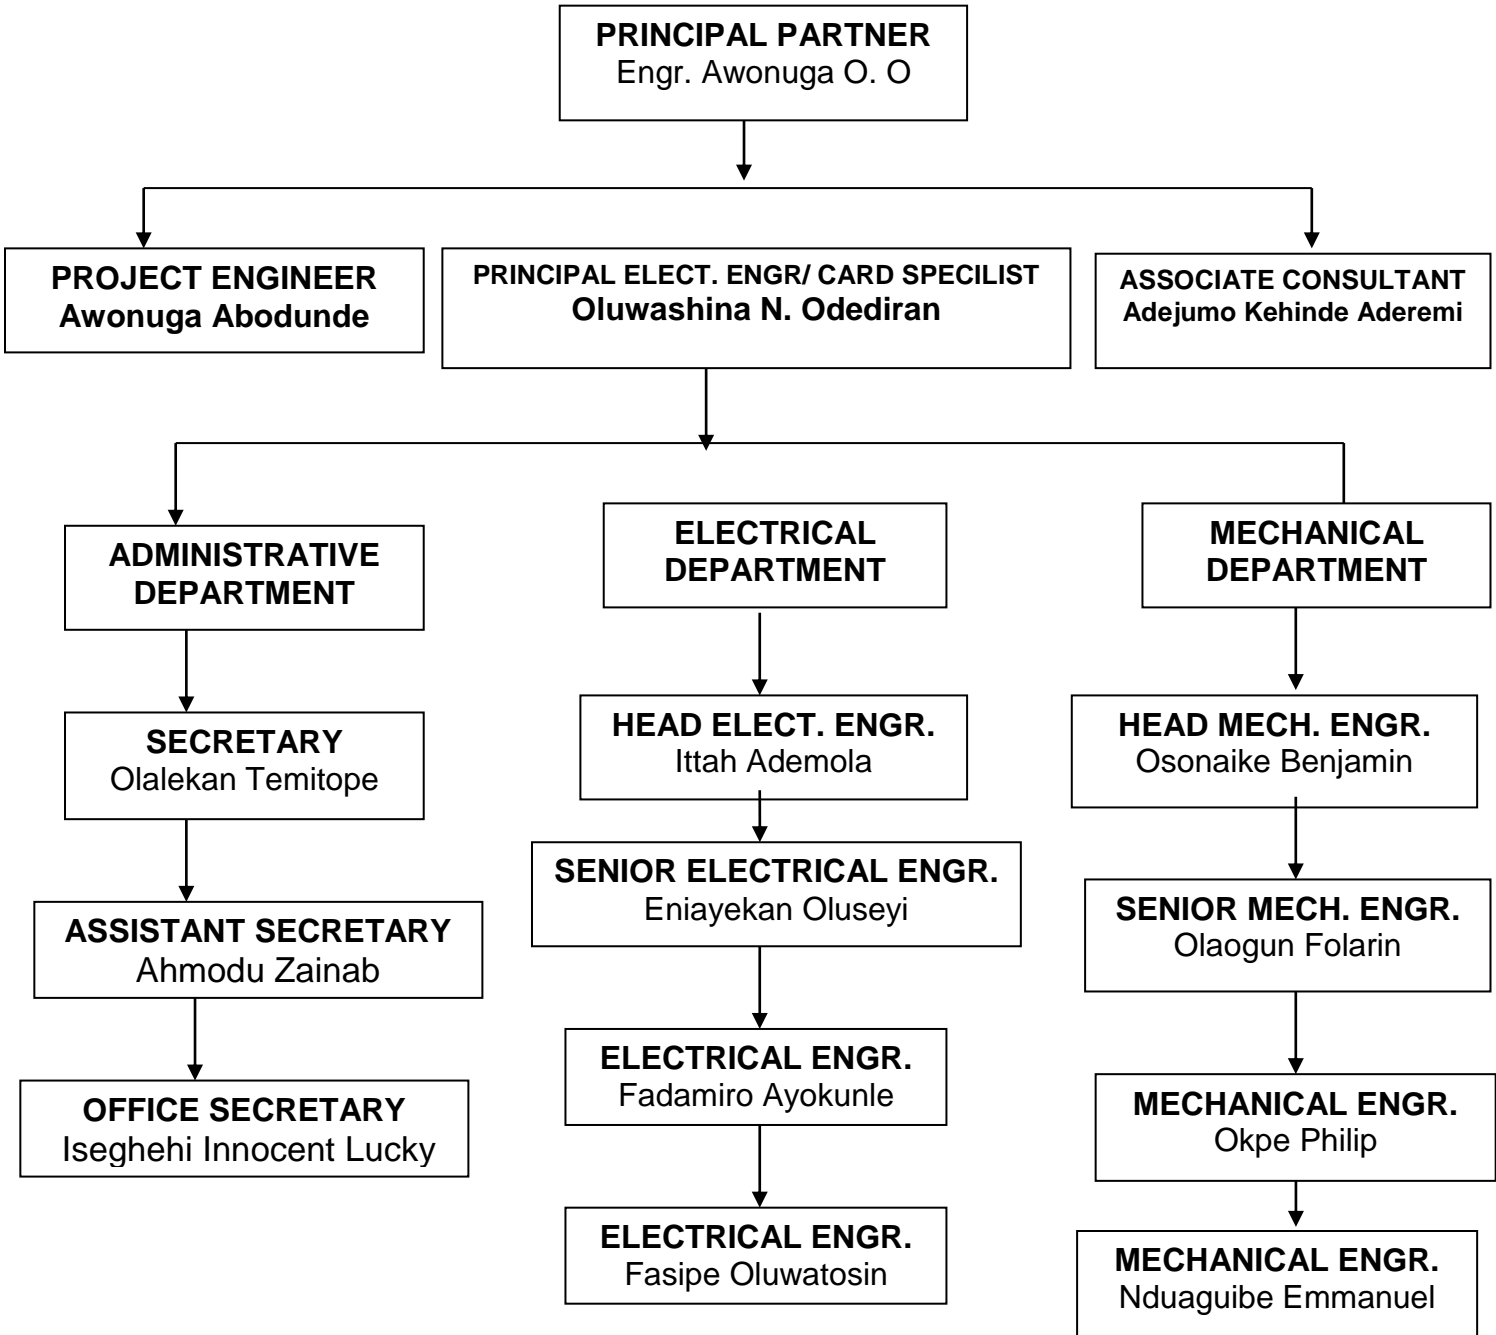 PRINCIPAL PARTNER
Engr. Awonuga O. O
PROJECT ENGINEER
Awonuga Abodunde
PRINCIPAL ELECT. ENGR/ CARD SPECILIST
Oluwashina N. Odediran
ASSOCIATE CONSULTANT
Adejumo Kehinde Aderemi
ADMINISTRATIVE
DEPARTMENT
SECRETARY
Olalekan Temitope
ASSISTANT SECRETARY
Ahmodu Zainab
OFFICE SECRETARY
Iseghehi Innocent Lucky
ELECTRICAL
DEPARTMENT
HEAD ELECT. ENGR.
Ittah Ademola
SENIOR ELECTRICAL ENGR.
Eniayekan Oluseyi
ELECTRICAL ENGR.
Fadamiro Ayokunle
ELECTRICAL ENGR.
Fasipe Oluwatosin
MECHANICAL
DEPARTMENT
HEAD MECH. ENGR.
Osonaike Benjamin
SENIOR MECH. ENGR.
Olaogun Folarin
MECHANICAL ENGR.
Okpe Philip
MECHANICAL ENGR.
Nduaguibe Emmanuel